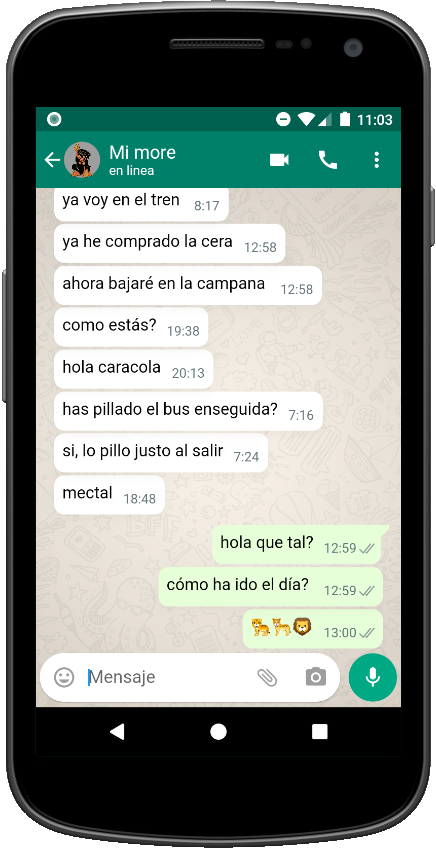 11:03
Mi more
en linea
ya voy en el tren 8:17
ya he comprado la cera 12:58
ahora bajaré en la campana 12:58
como estás? 19:38
hola caracola 20:13
has pillado el bus enseguida? 7:16
si, lo pillo justo al salir 7:24
mectal 18:48
hola que tal? 12:59
cómo ha ido el día? 12:59
🐆🐆🦁 13:00
Mensaje